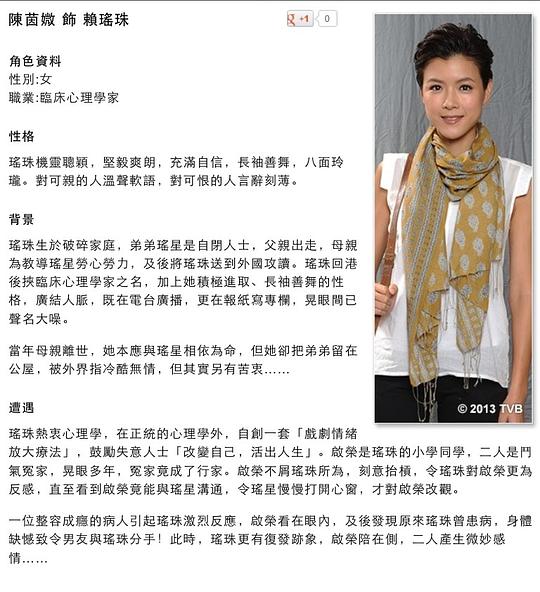 陳茵媺 飾 賴瑤珠
+1 0
角色資料
性別:女
職業:臨床心理學家
性格
瑤珠機靈聰穎，堅毅爽朗，充滿自信，長袖善舞，八面玲
瓏。對可親的人溫聲軟語，對可恨的人言辭刻薄。
背景
瑤珠生於破碎家庭，弟弟瑤星是自閉人士，父親出走，母親
為教導瑤星勞心勞力，及後將瑤珠送到外國攻讀。瑤珠回港
後挾臨床心理學家之名，加上她積極進取、長袖善舞的性
格，廣結人脈，既在電台廣播，更在報紙寫專欄，晃眼間已
聲名大噪。
當年母親離世，她本應與瑤星相依為命，但她卻把弟弟留在
公屋，被外界指冷酷無情，但其實另有苦衷……
遭遇
瑤珠熱衷心理學，在正統的心理學外，自創一套「戲劇情緒
放大療法」，鼓勵失意人士「改變自己，活出人生」。啟榮是瑤珠的小學同學，二人是鬥
氣冤家，晃眼多年，冤家竟成了行家。啟榮不屑瑤珠所為，刻意抬槓，令瑤珠對啟榮更為
反感，直至看到啟榮竟能與瑤星溝通，令瑤星慢慢打開心窗，才對啟榮改觀。
一位整容成癮的病人引起瑤珠激烈反應，啟榮看在眼內，及後發現原來瑤珠曾患病，身體
缺憾致令男友與瑤珠分手！此時，瑤珠更有復發跡象，啟榮陪在側，二人產生微妙感
情……
© 2013 TVB